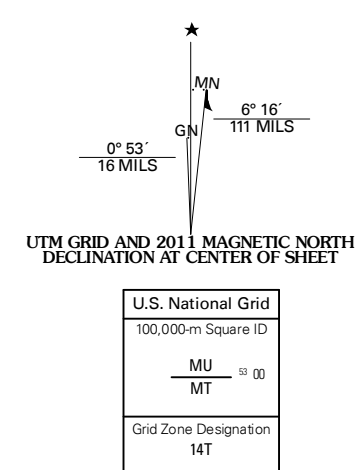 ★
MN
GN
6° 16´
111 MILS
0° 53´
16 MILS
UTM GRID AND 2011 MAGNETIC NORTH
DECLINATION AT CENTER OF SHEET
U.S. National Grid
100,000-m Square ID
MU
53 00
MT
Grid Zone Designation
14T